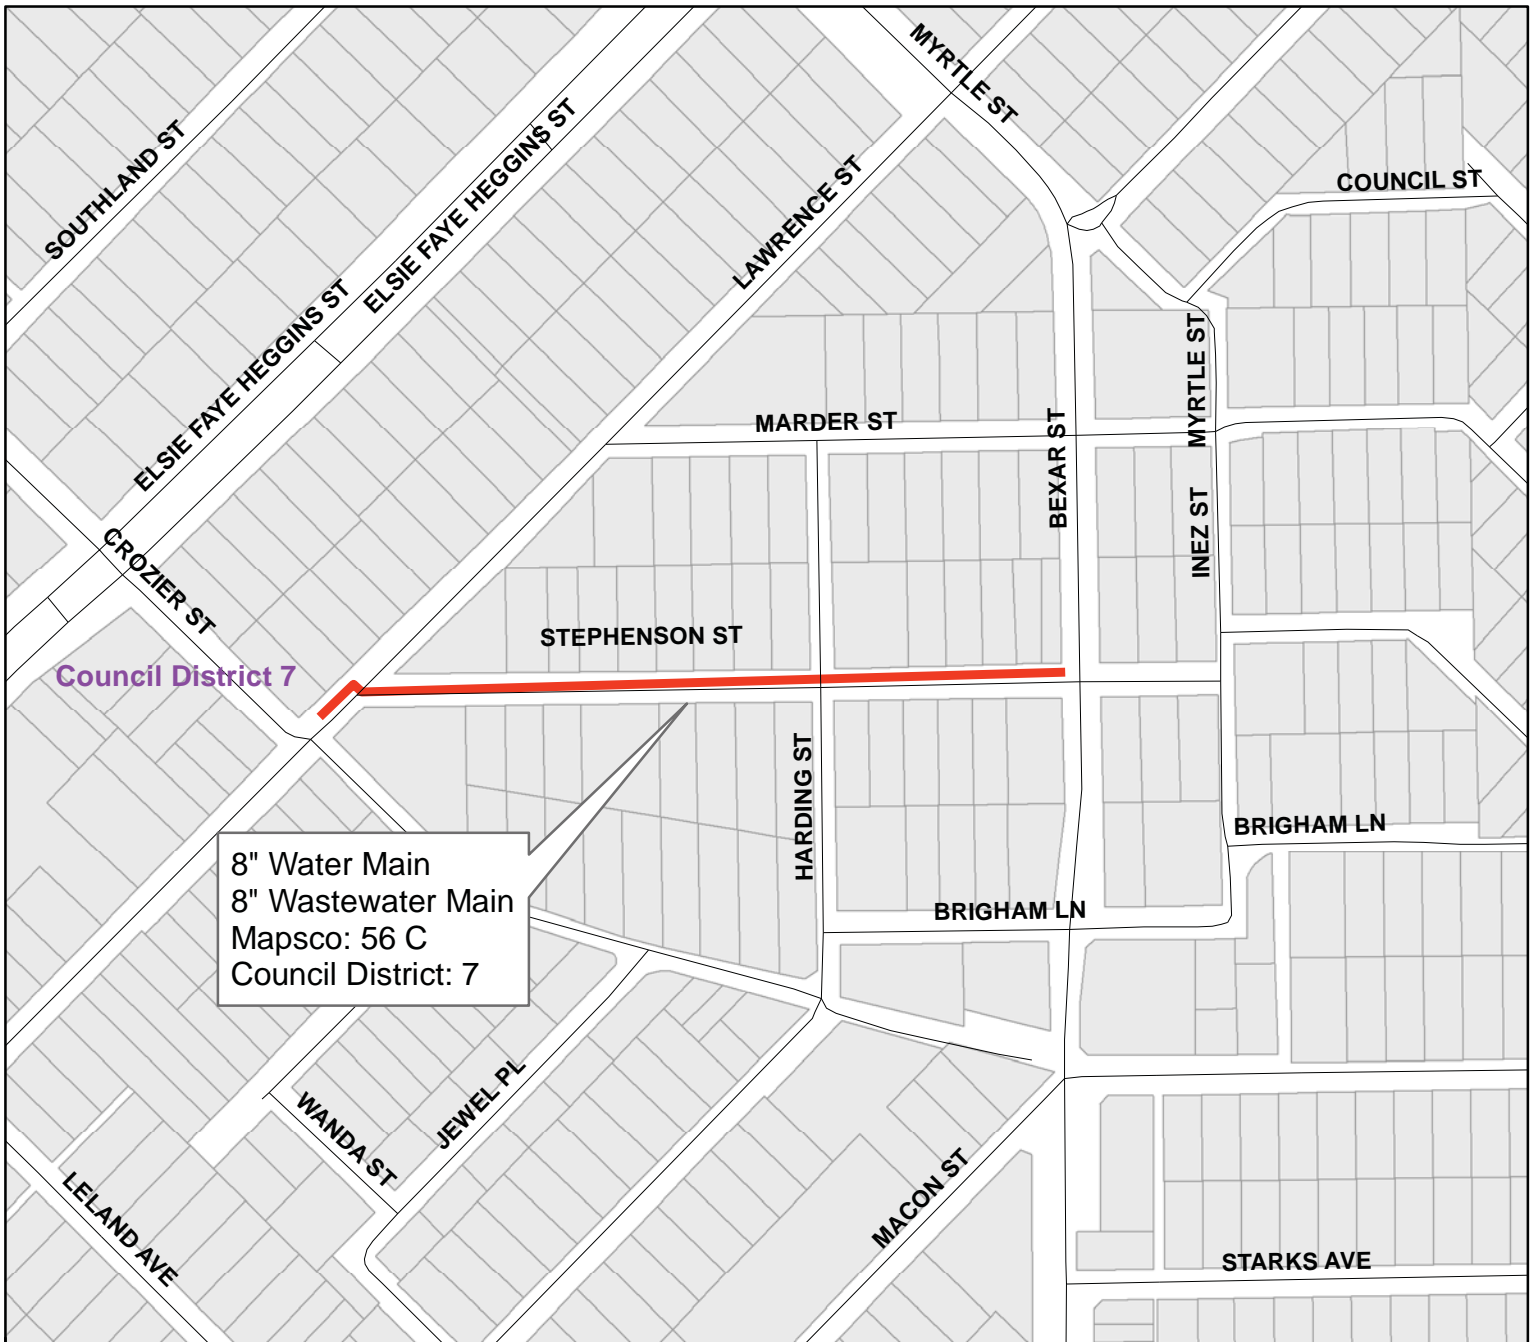 MYRTLE ST
SOUTHLAND ST
ELSIE FAYE HEGGINS ST
LAWRENCE ST
COUNCIL ST
ELSIE FAYE HEGGINS ST
MYRTLE ST
MARDER ST
BEXAR ST
INEZ ST
CROZIER ST
STEPHENSON ST
Council District 7
HARDING ST
BRIGHAM LN
8" Water Main
8" Wastewater Main
Mapsco: 56 C
Council District: 7
BRIGHAM LN
JEWEL PL
WANDA ST
LELAND AVE
MACON ST
STARKS AVE